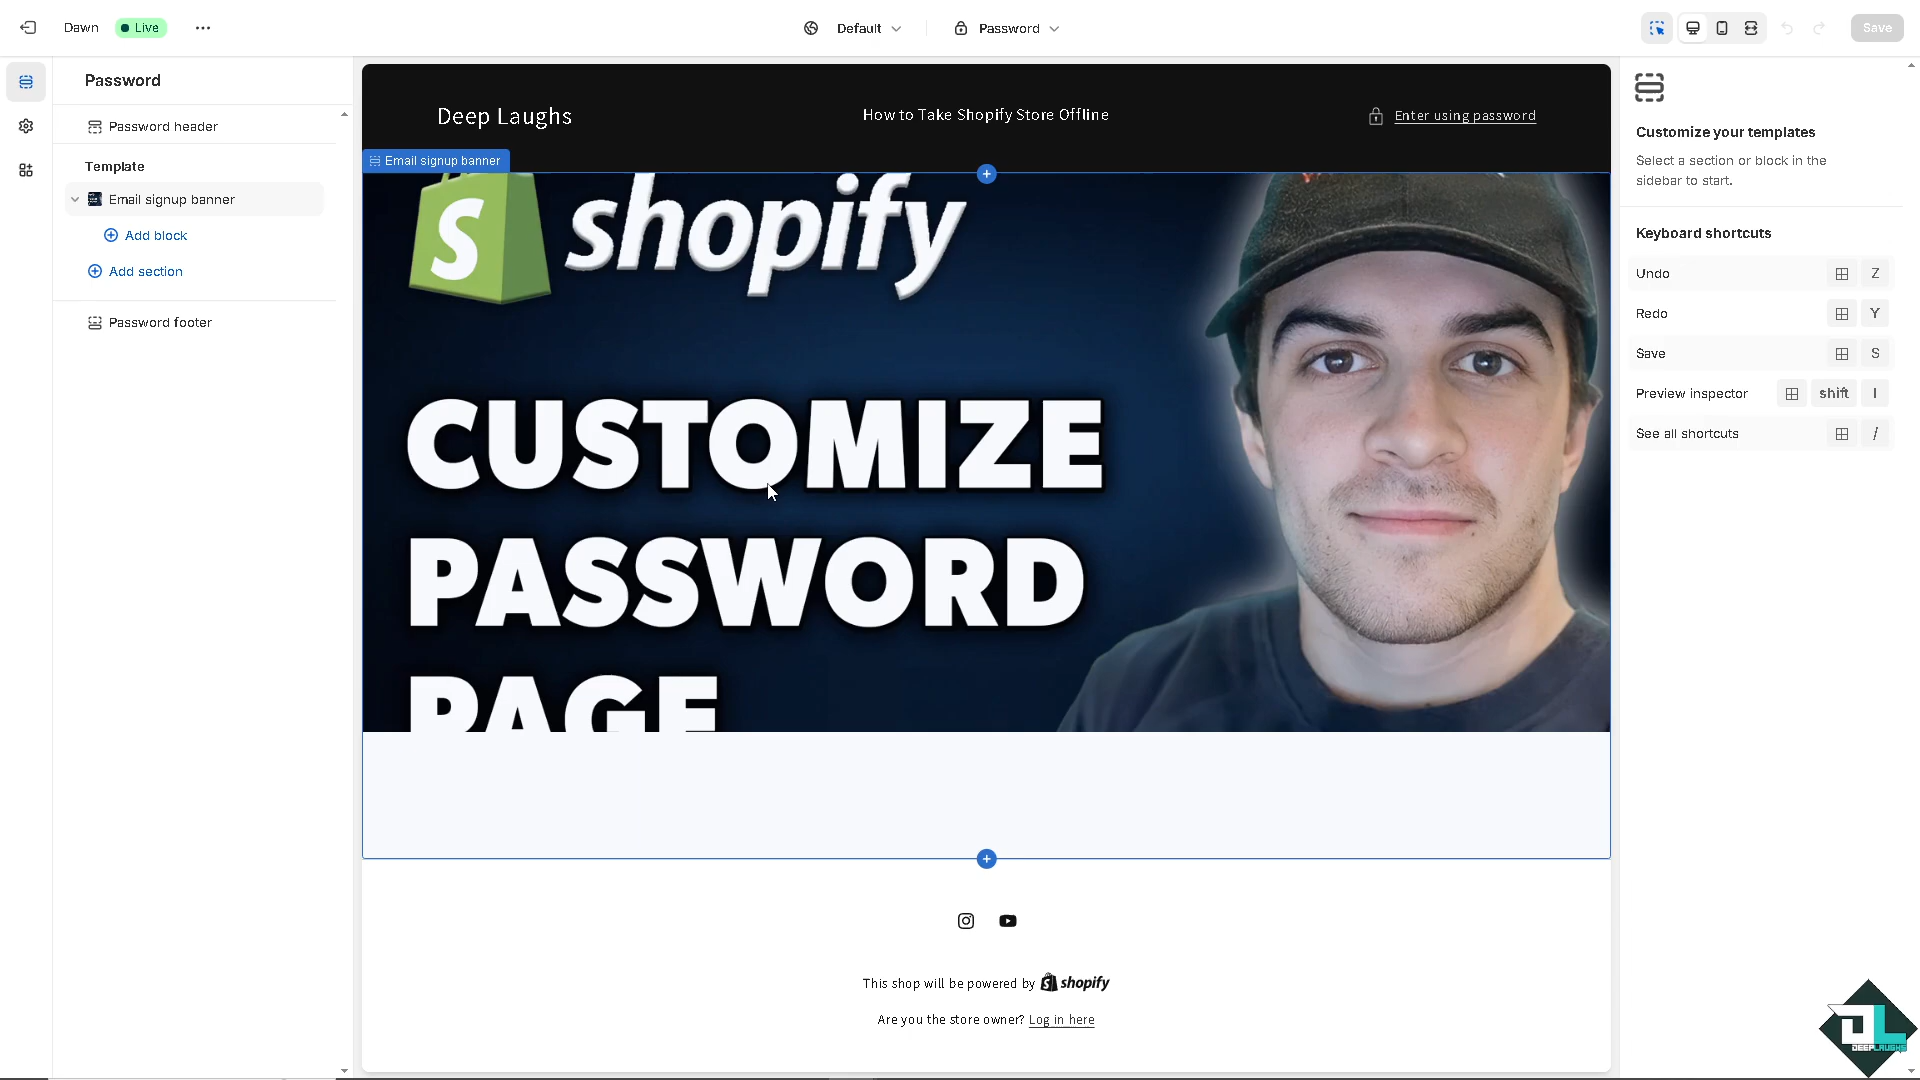 Dawn
Live
Default
Password
Save
Password
Password header
Template
Email signup banner
Add block
Add section
Password footer
Deep Laughs
How to Take Shopify Store Offline
Enter using password
Email signup banner
shopify
CUSTOMIZE
PASSWORD
PAGE
This shop will be powered by shopify
Are you the store owner? Log in here
Customize your templates
Select a section or block in the
sidebar to start.
Keyboard shortcuts
Undo Z
Redo Y
Save S
Preview inspector shift I
See all shortcuts /
DEEPLAUGHS